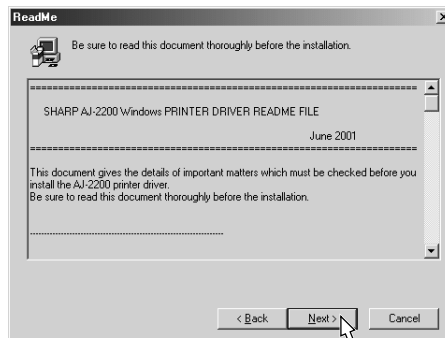 ReadMe
Be sure to read this document thoroughly before the installation.
================================================================
SHARP AJ-2200 Windows PRINTER DRIVER README FILE
June 2001
================================================================
This document gives the details of important matters which must be checked before you
install the AJ-2200 printer driver.
Be sure to read this document thoroughly before the installation.
----------------------------------------------------------------
< Back
Next >
Cancel